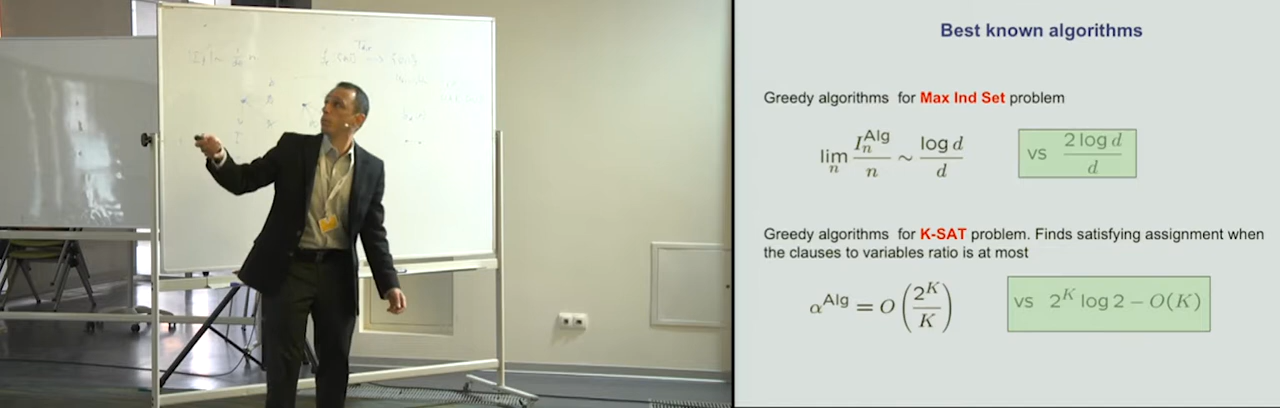 Best known algorithms
Greedy algorithms for Max Ind Set problem
lim_n I_n^Alg / n ~ log d / d
vs 2 log d / d
Greedy algorithms for K-SAT problem. Finds satisfying assignment when
the clauses to variables ratio is at most
α^Alg = O (2^K / K)
vs 2^K log 2 − O(K)